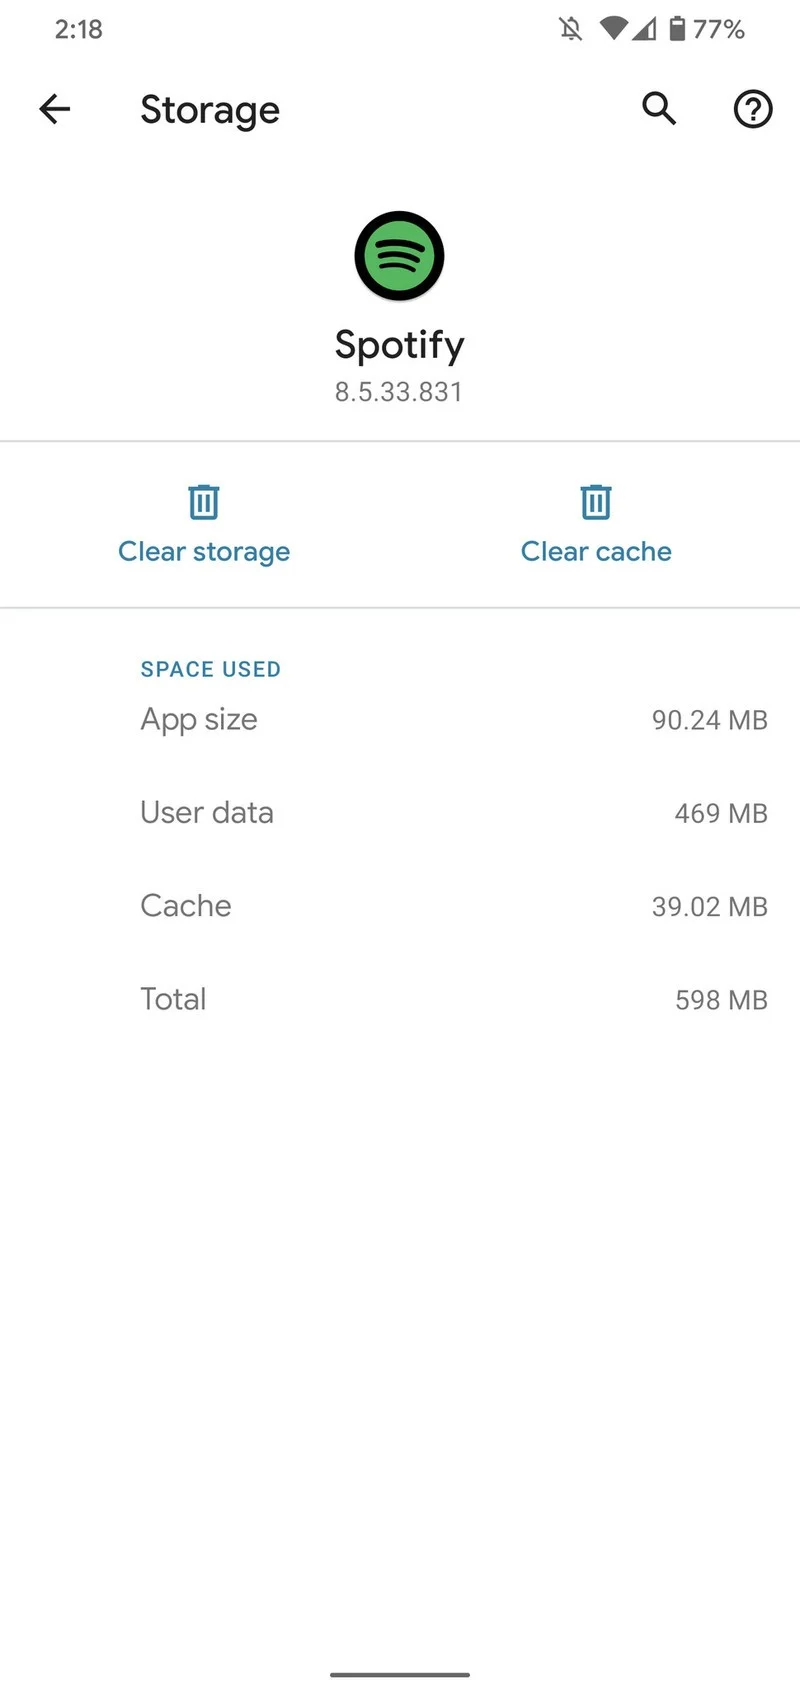 2:18 77%
Storage
Spotify
8.5.33.831
Clear storage Clear cache
SPACE USED
App size 90.24 MB
User data 469 MB
Cache 39.02 MB
Total 598 MB